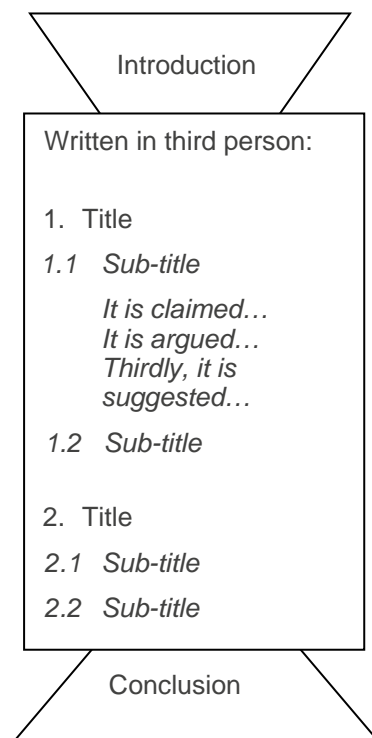 Introduction
Written in third person:
1. Title
1.1 Sub-title
It is claimed…
It is argued…
Thirdly, it is
suggested…
1.2 Sub-title
2. Title
2.1 Sub-title
2.2 Sub-title
Conclusion